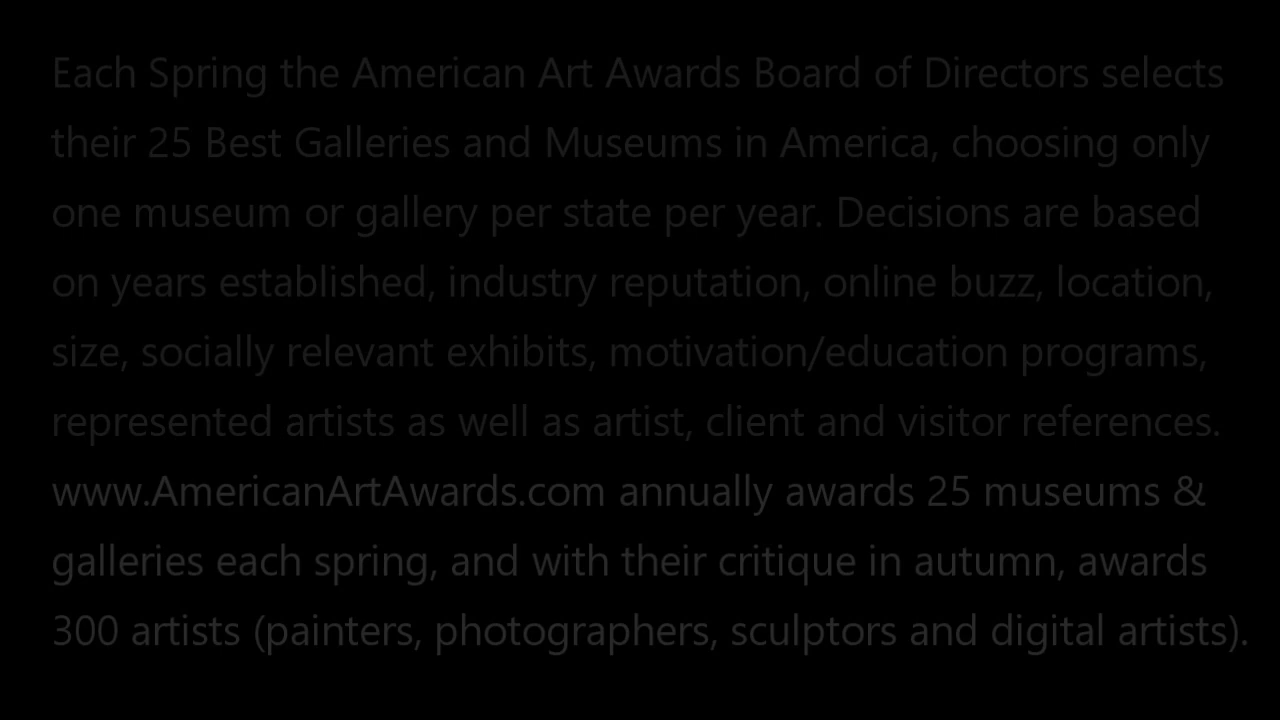 Each Spring the American Art Awards Board of Directors selects
their 25 Best Galleries and Museums in America, choosing only
one museum or gallery per state per year. Decisions are based
on years established, industry reputation, online buzz, location,
size, socially relevant exhibits, motivation/education programs,
represented artists as well as artist, client and visitor references.
www.AmericanArtAwards.com annually awards 25 museums &
galleries each spring, and with their critique in autumn, awards
300 artists (painters, photographers, sculptors and digital artists).